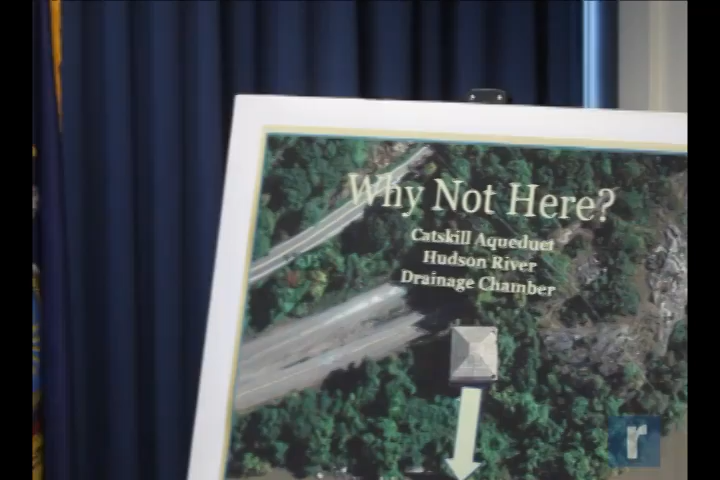 Why Not Here?
Catskill Aqueduct
Hudson River
Drainage Chamber
r